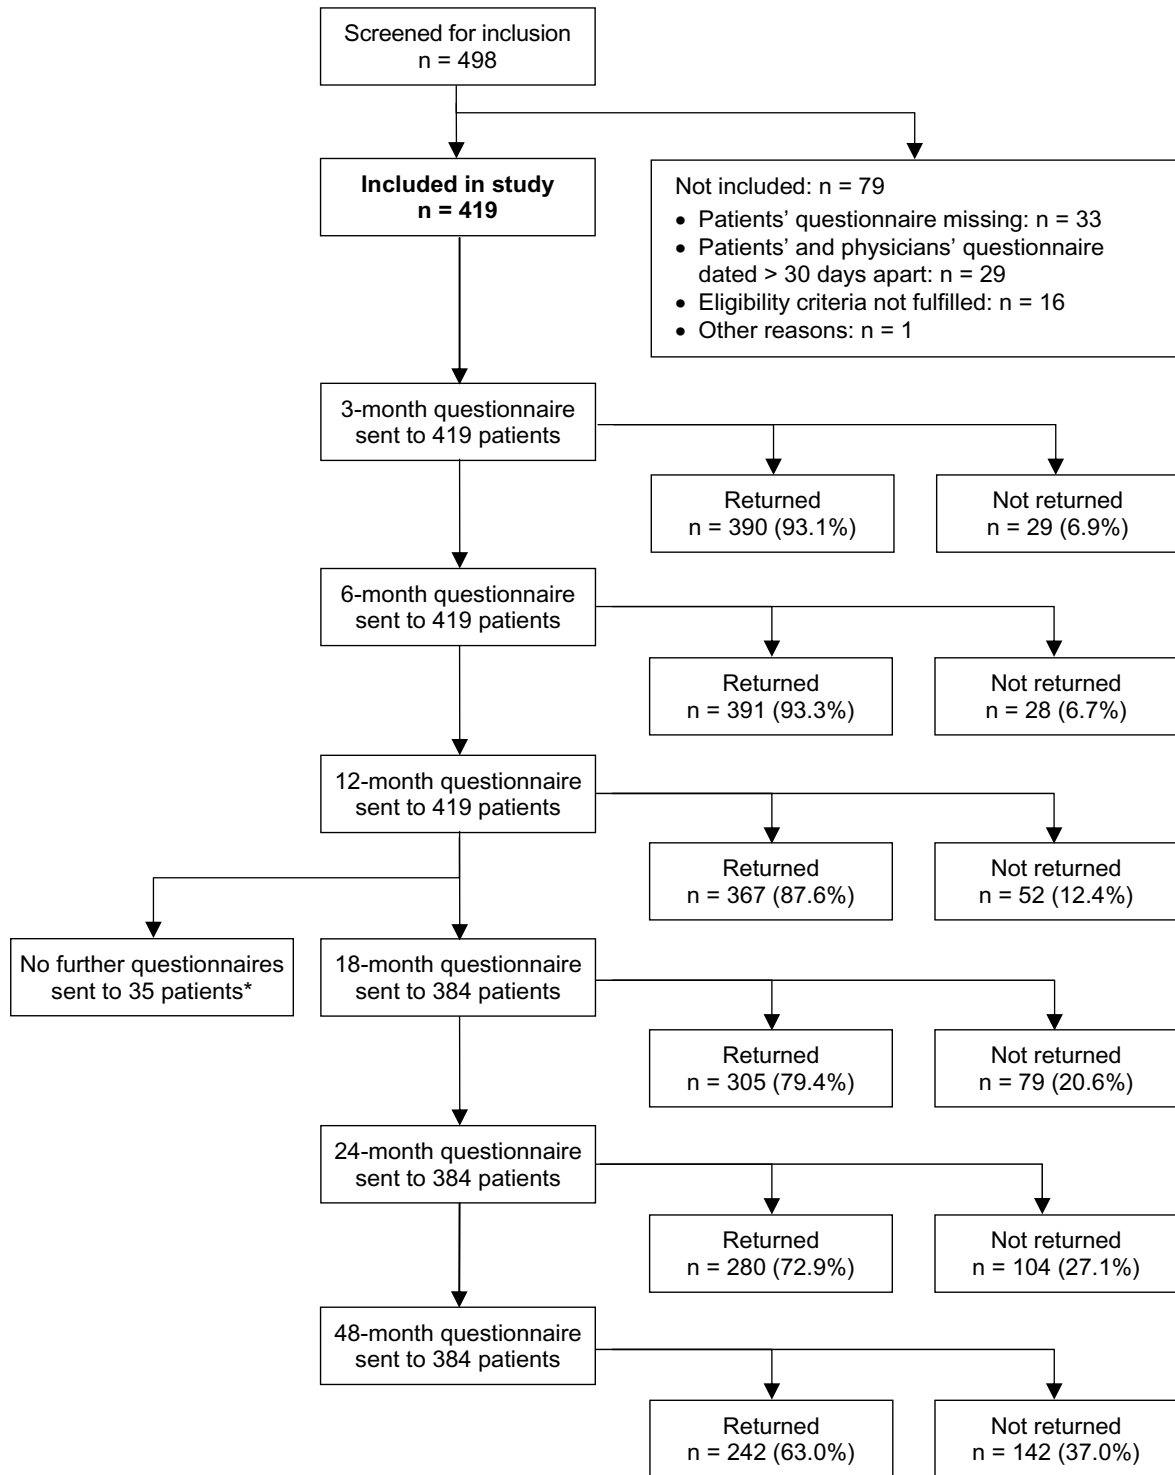 Screened for inclusion
n = 498
Included in study
n = 419
Not included: n = 79
• Patients’ questionnaire missing: n = 33
• Patients’ and physicians’ questionnaire
dated > 30 days apart: n = 29
• Eligibility criteria not fulfilled: n = 16
• Other reasons: n = 1
3-month questionnaire
sent to 419 patients
Returned
n = 390 (93.1%)
Not returned
n = 29 (6.9%)
6-month questionnaire
sent to 419 patients
Returned
n = 391 (93.3%)
Not returned
n = 28 (6.7%)
12-month questionnaire
sent to 419 patients
Returned
n = 367 (87.6%)
Not returned
n = 52 (12.4%)
No further questionnaires
sent to 35 patients*
18-month questionnaire
sent to 384 patients
Returned
n = 305 (79.4%)
Not returned
n = 79 (20.6%)
24-month questionnaire
sent to 384 patients
Returned
n = 280 (72.9%)
Not returned
n = 104 (27.1%)
48-month questionnaire
sent to 384 patients
Returned
n = 242 (63.0%)
Not returned
n = 142 (37.0%)